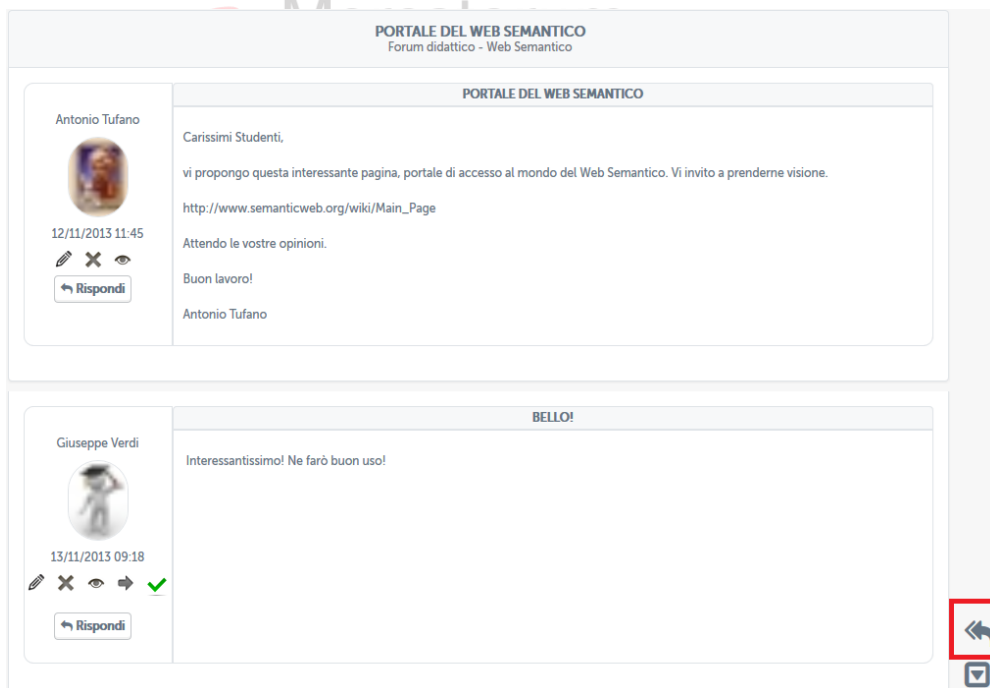 PORTALE DEL WEB SEMANTICO
Forum didattico - Web Semantico
PORTALE DEL WEB SEMANTICO
Antonio Tufano
Carissimi Studenti,
vi propongo questa interessante pagina, portale di accesso al mondo del Web Semantico. Vi invito a prenderne visione.
http://www.semanticweb.org/wiki/Main_Page
12/11/2013 11:45
Attendo le vostre opinioni.
Buon lavoro!
Rispondi
Antonio Tufano
BELLO!
Giuseppe Verdi
Interessantissimo! Ne farò buon uso!
13/11/2013 09:18
Rispondi